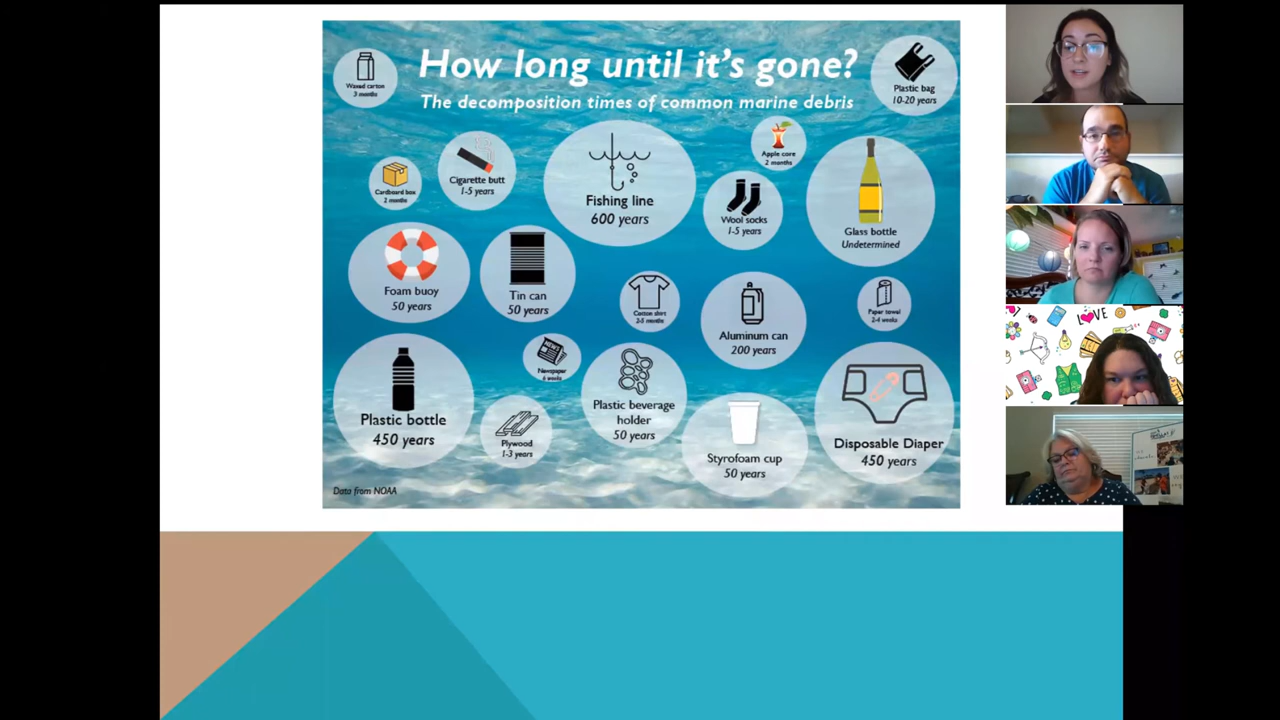 How long until it's gone?
The decomposition times of common marine debris
Waxed carton
3 months
Plastic bag
10-20 years
Cardboard box
2 months
Cigarette butt
1-5 years
Fishing line
600 years
Apple core
2 months
Wool socks
1-5 years
Glass bottle
Undetermined
Foam buoy
50 years
Tin can
50 years
Cotton shirt
2-5 months
Aluminum can
200 years
Paper towel
2-4 weeks
Plastic bottle
450 years
NEWS
Newspaper
6 weeks
Plywood
1-3 years
Plastic beverage
holder
50 years
Styrofoam cup
50 years
Disposable Diaper
450 years
Data from NOAA
LOVE